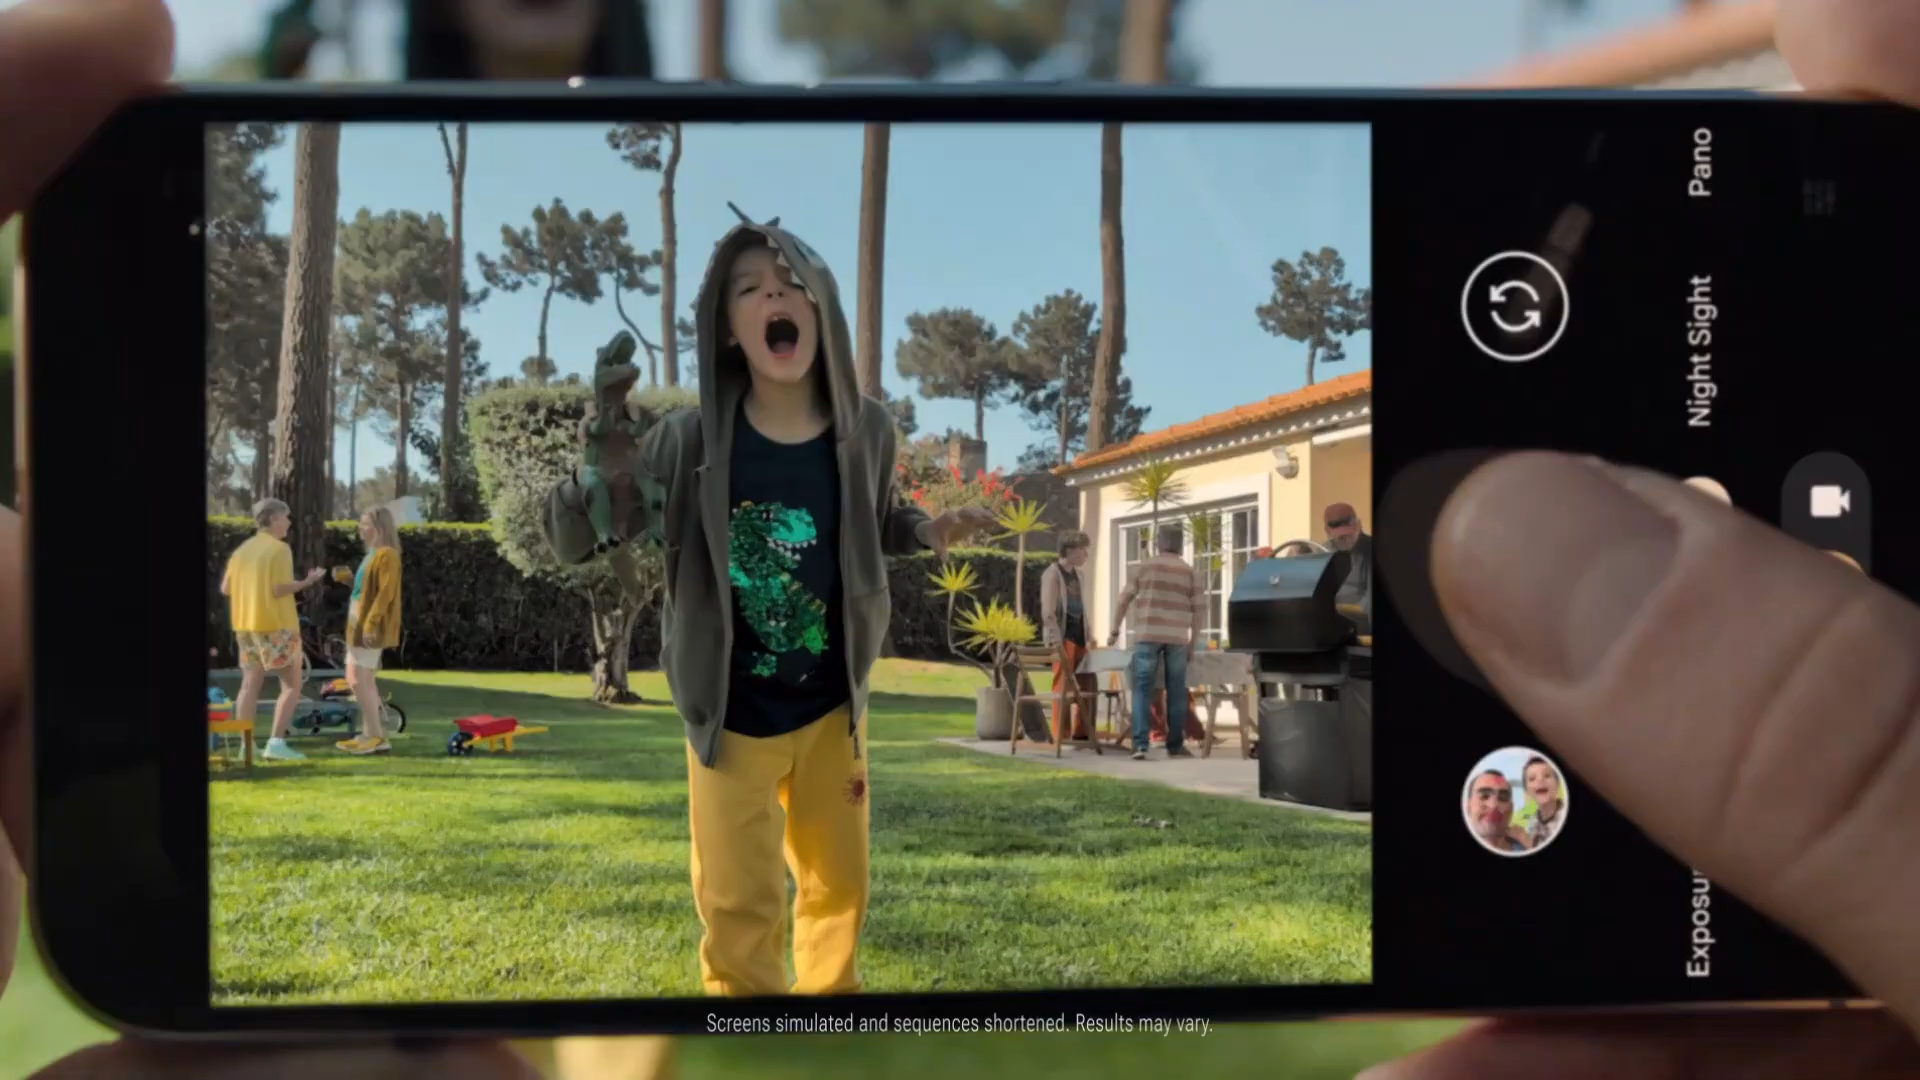 Pano
Night Sight
Exposu
Screens simulated and sequences shortened. Results may vary.